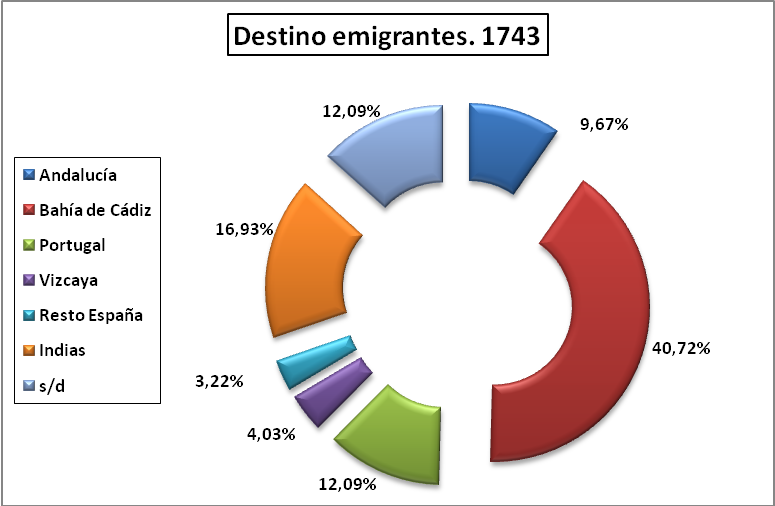 Destino emigrantes. 1743
12,09%
9,67%
Andalucía
Bahía de Cádiz
Portugal
Vizcaya
Resto España
Indias
s/d
16,93%
40,72%
3,22%
4,03%
12,09%